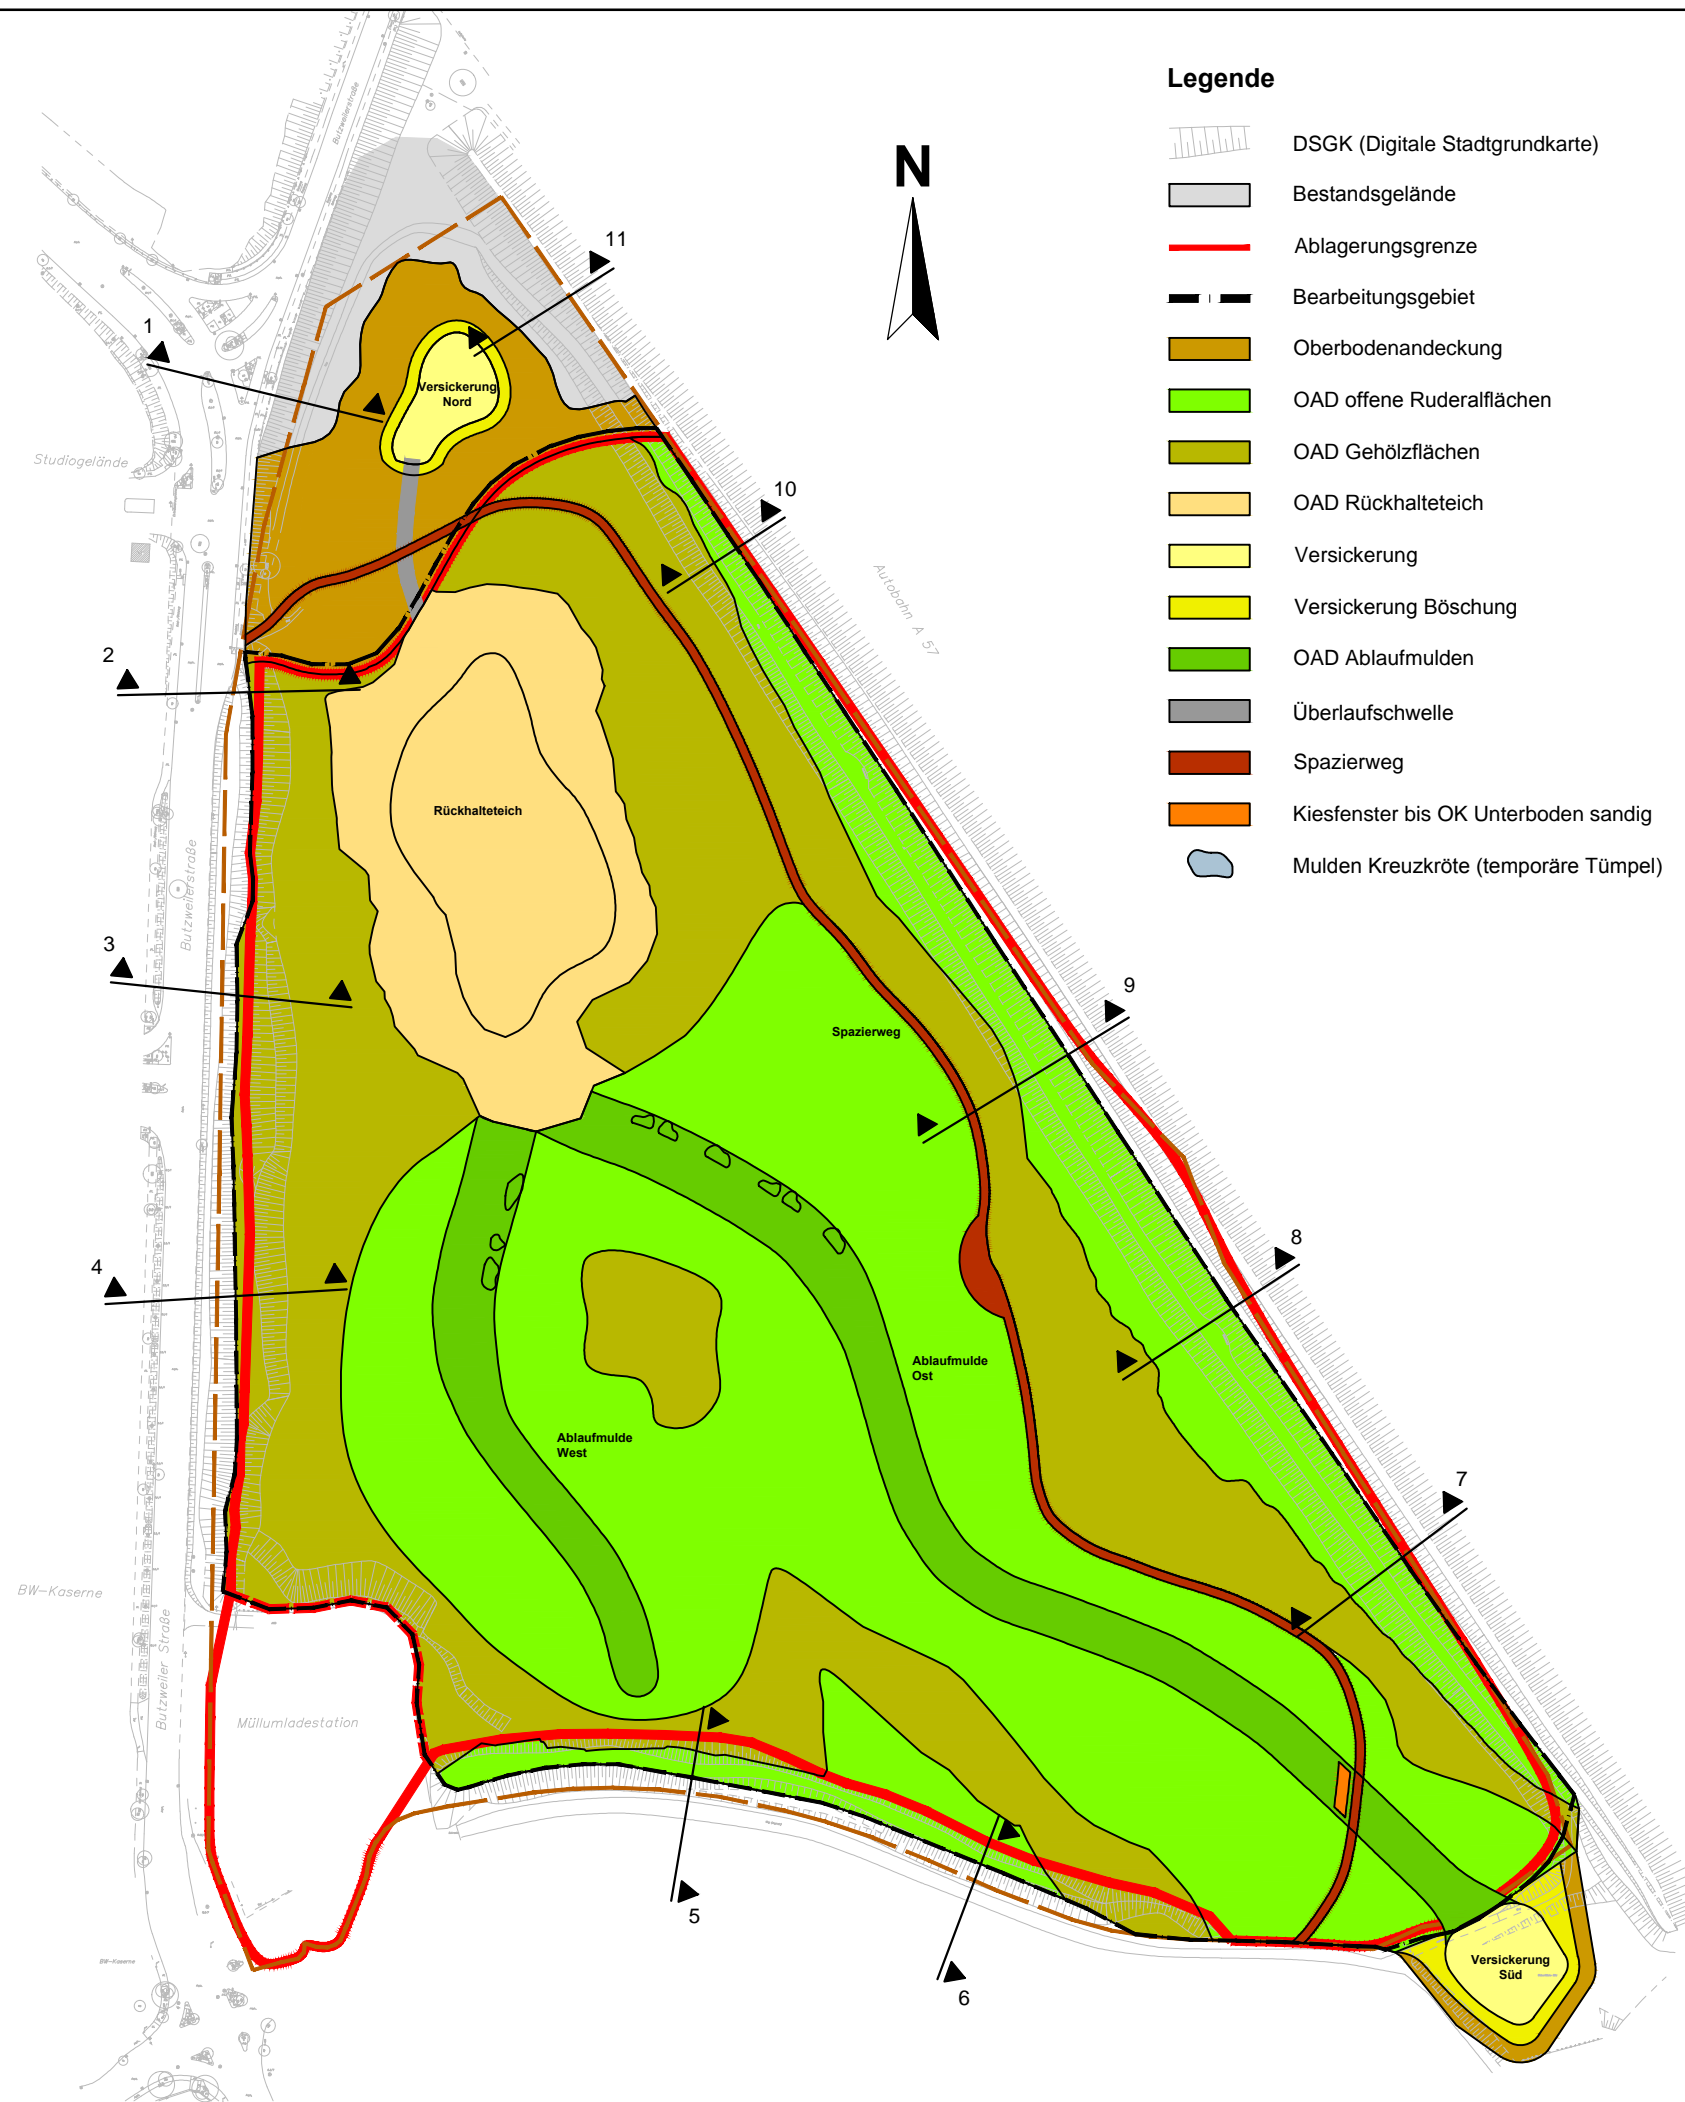 Legende
DSGK (Digitale Stadtgrundkarte)
Bestandsgelände
Ablagerungsgrenze
Bearbeitungsgebiet
Oberbodenandeckung
OAD offene Ruderalflächen
OAD Gehölzflächen
OAD Rückhalteteich
Versickerung
Versickerung Böschung
OAD Ablaufmulden
Überlaufschwelle
Spazierweg
Kiesfenster bis OK Unterboden sandig
Mulden Kreuzkröte (temporäre Tümpel)
N
Butzweilerstraße
11
1
Versickerung
Nord
Studiogelände
10
Autobahn A 57
2
Rückhalteteich
Butzweilerstraße
3
9
Spazierweg
8
4
Ablaufmulde
Ost
Ablaufmulde
West
7
BW-Kaserne
Butzweiler Straße
Müllumladestation
5
6
BW-Kaserne
Versickerung
Süd